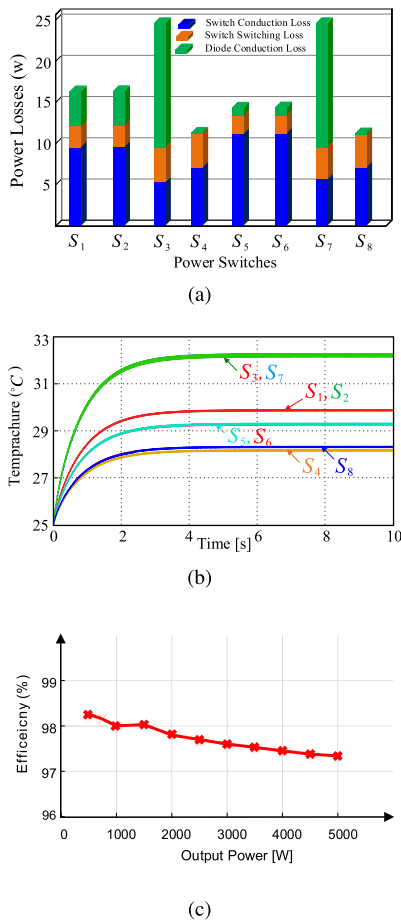 25
20
15
10
5
Power Losses (w)
Switch Conduction Loss
Switch Switching Loss
Diode Conduction Loss
S1 S2 S3 S4 S5 S6 S7 S8
Power Switches
(a)
33
31
29
27
25
Temprachure (°C)
S3, S7
S1, S2
S5, S6
S4 S8
0 2 4 6 8 10
Time [s]
(b)
99
98
97
96
Efficeicny (%)
0 1000 2000 3000 4000 5000
Output Power [W]
(c)